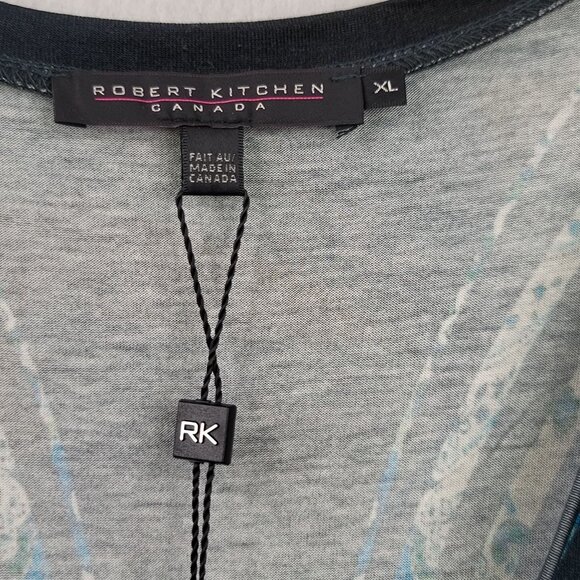 ROBERT KITCHEN
CANADA
XL
FAIT AU/
MADE IN
CANADA
RK